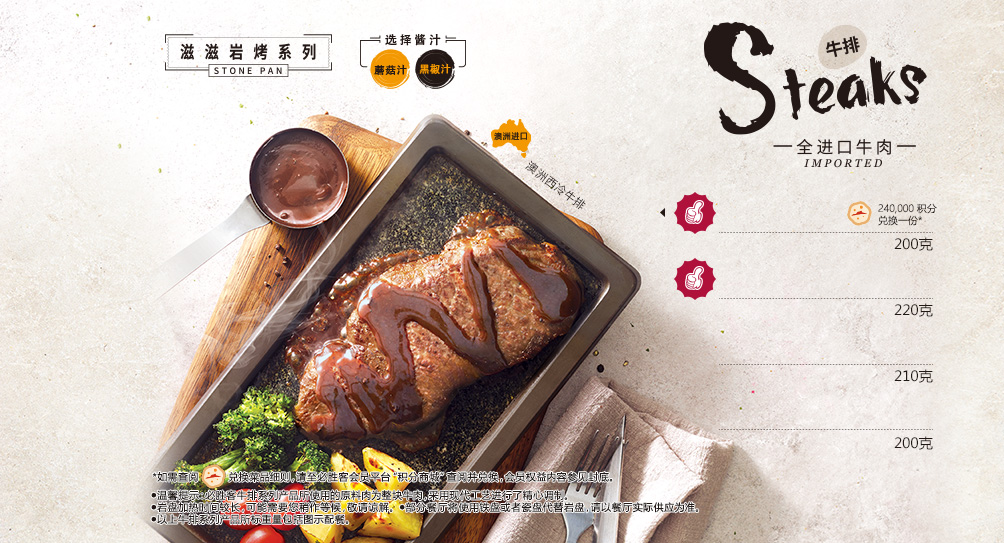 滋滋岩烤系列
STONE PAN
选择酱汁
蘑菇汁
黑椒汁
牛排
Steaks
全进口牛肉
IMPORTED
澳洲进口
澳洲西冷牛排
240,000 积分
兑换一份*
200克
220克
210克
200克
*如需查阅 兑换菜品细则,请至必胜客会员平台“积分商城”查阅并兑换。会员权益内容参见封底。
●温馨提示:必胜客牛排系列产品所使用的原料肉为整块牛肉,采用现代工艺进行了精心调制。
●岩盘加热时间较长,可能需要您稍作等候,敬请谅解。 ●部分餐厅将使用铁盘或者瓷盘代替岩盘,请以餐厅实际供应为准。
●以上牛排系列产品所标重量包括图示配餐。